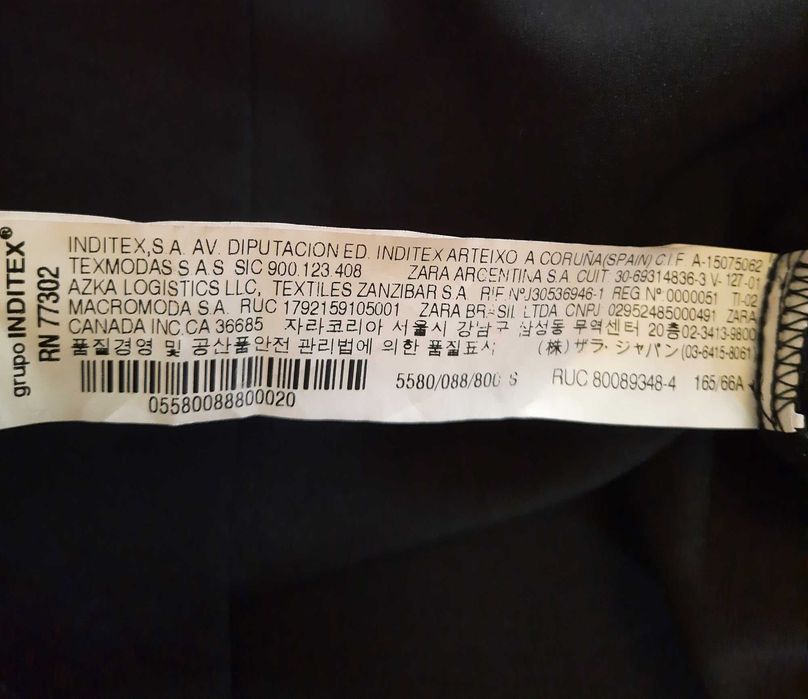 grupo INDITEX®
RN 77302
INDITEX,S.A. AV. DIPUTACION ED. INDITEX ARTEIXO A CORUÑA(SPAIN) C I F A-15075062
TEXMODAS S A S SIC 900.123.408 ZARA ARGENTINA S.A. CUIT 30-69314836-3 V- 127-01
AZKA LOGISTICS LLC, TEXTILES ZANZIBAR S.A RIF Nº J30536946-1 REG Nº 0000051 TI-02
MACROMODA S.A. RUC 1792159105001 ZARA BRASIL LTDA CNPJ 02952485000491 ZARA
CANADA INC.CA 36685 자라코리아 서울시 강남구 삼성동 무역센터 20층 02-3413-9800
품질경영 및 공산품안전 관리법에 의한 품질표시 (株) ザラ・ジャパン (03-6415-8061)
05580088800020
5580/088/800 S RUC 80089348-4 165/66A